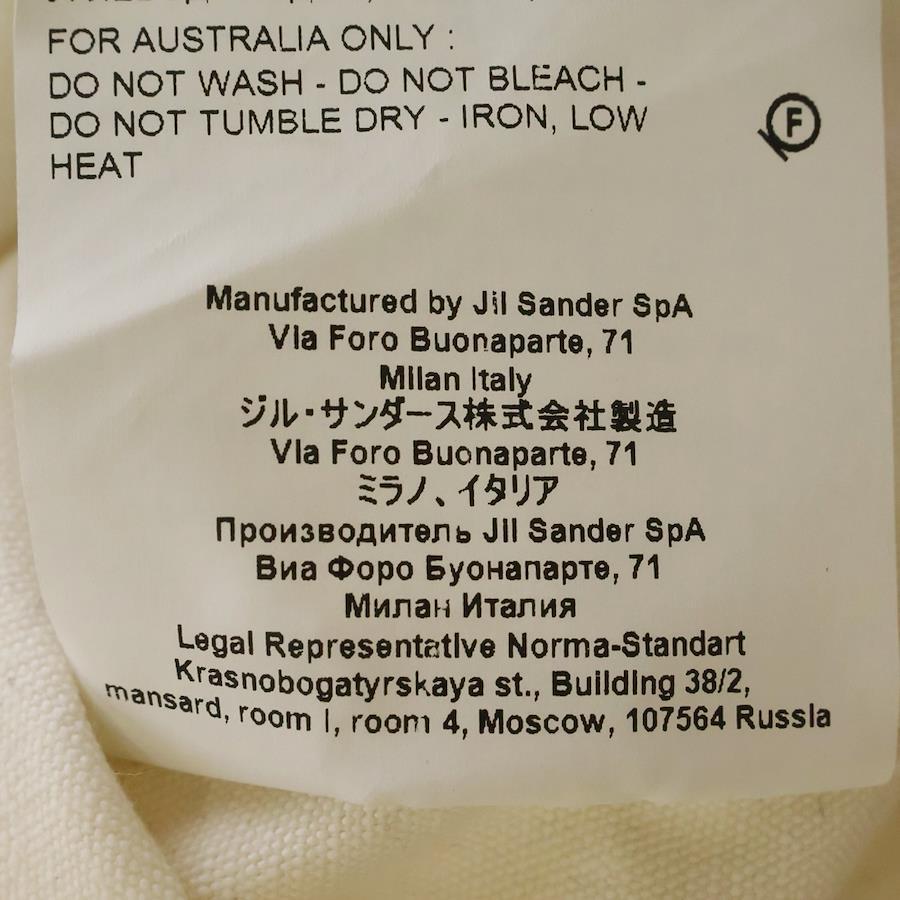 FOR AUSTRALIA ONLY :
DO NOT WASH - DO NOT BLEACH -
DO NOT TUMBLE DRY - IRON, LOW
HEAT
F
Manufactured by Jil Sander SpA
Via Foro Buonaparte, 71
Milan Italy
ジル・サンダース株式会社製造
Via Foro Buonaparte, 71
ミラノ、イタリア
Производитель Jil Sander SpA
Виа Форо Буонапарте, 71
Милан Италия
Legal Representative Norma-Standart
Krasnobogatyrskaya st., Building 38/2,
mansard, room I, room 4, Moscow, 107564 Russia